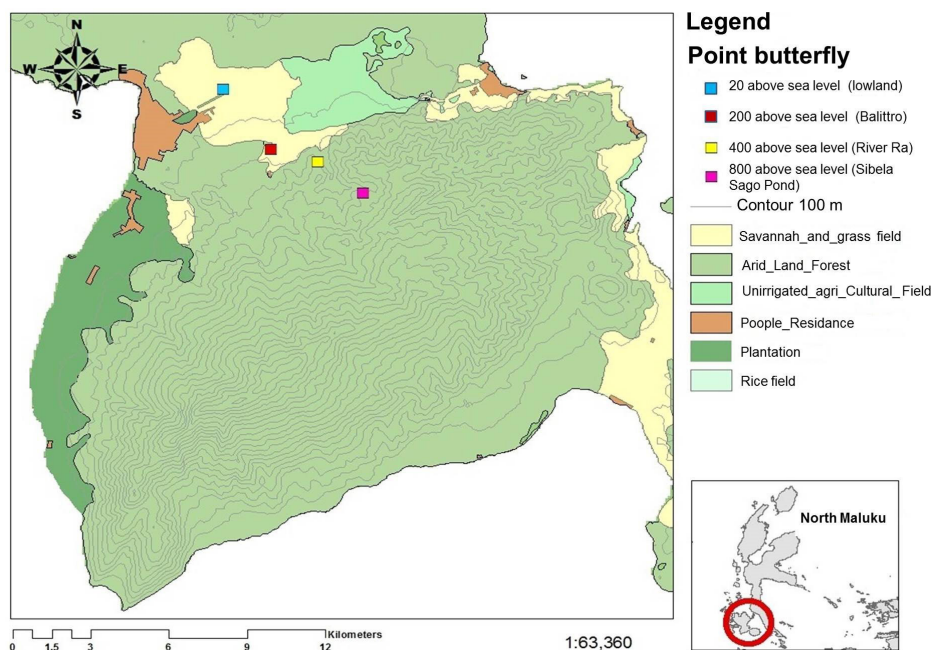 N
W E
S
Legend
Point butterfly
20 above sea level (lowland)
200 above sea level (Balittro)
400 above sea level (River Ra)
800 above sea level (Sibela
Sago Pond)
Contour 100 m
Savannah_and_grass field
Arid_Land_Forest
Unirrigated_agri_Cultural_Field
Poople_Residance
Plantation
Rice field
North Maluku
Kilometers
0 1.5 3 6 9 12
1:63,360